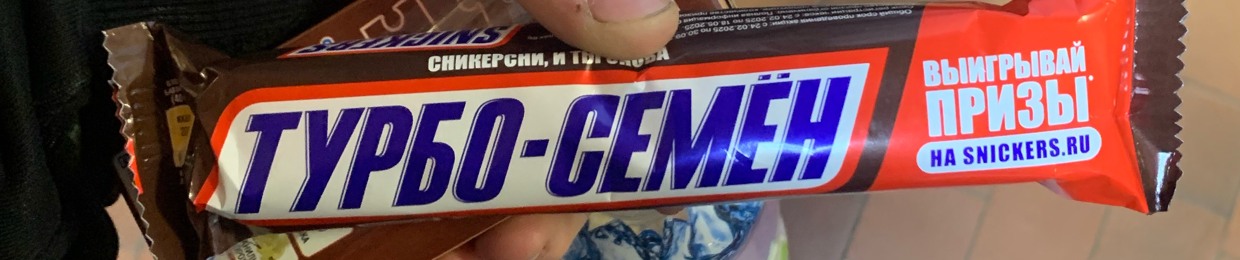 SNICKERS
СНИКЕРСНИ, И ТЫ СНОВА
ТУРБО-СЕМЁН
ВЫИГРЫВАЙ
ПРИЗЫ*
НА SNICKERS.RU